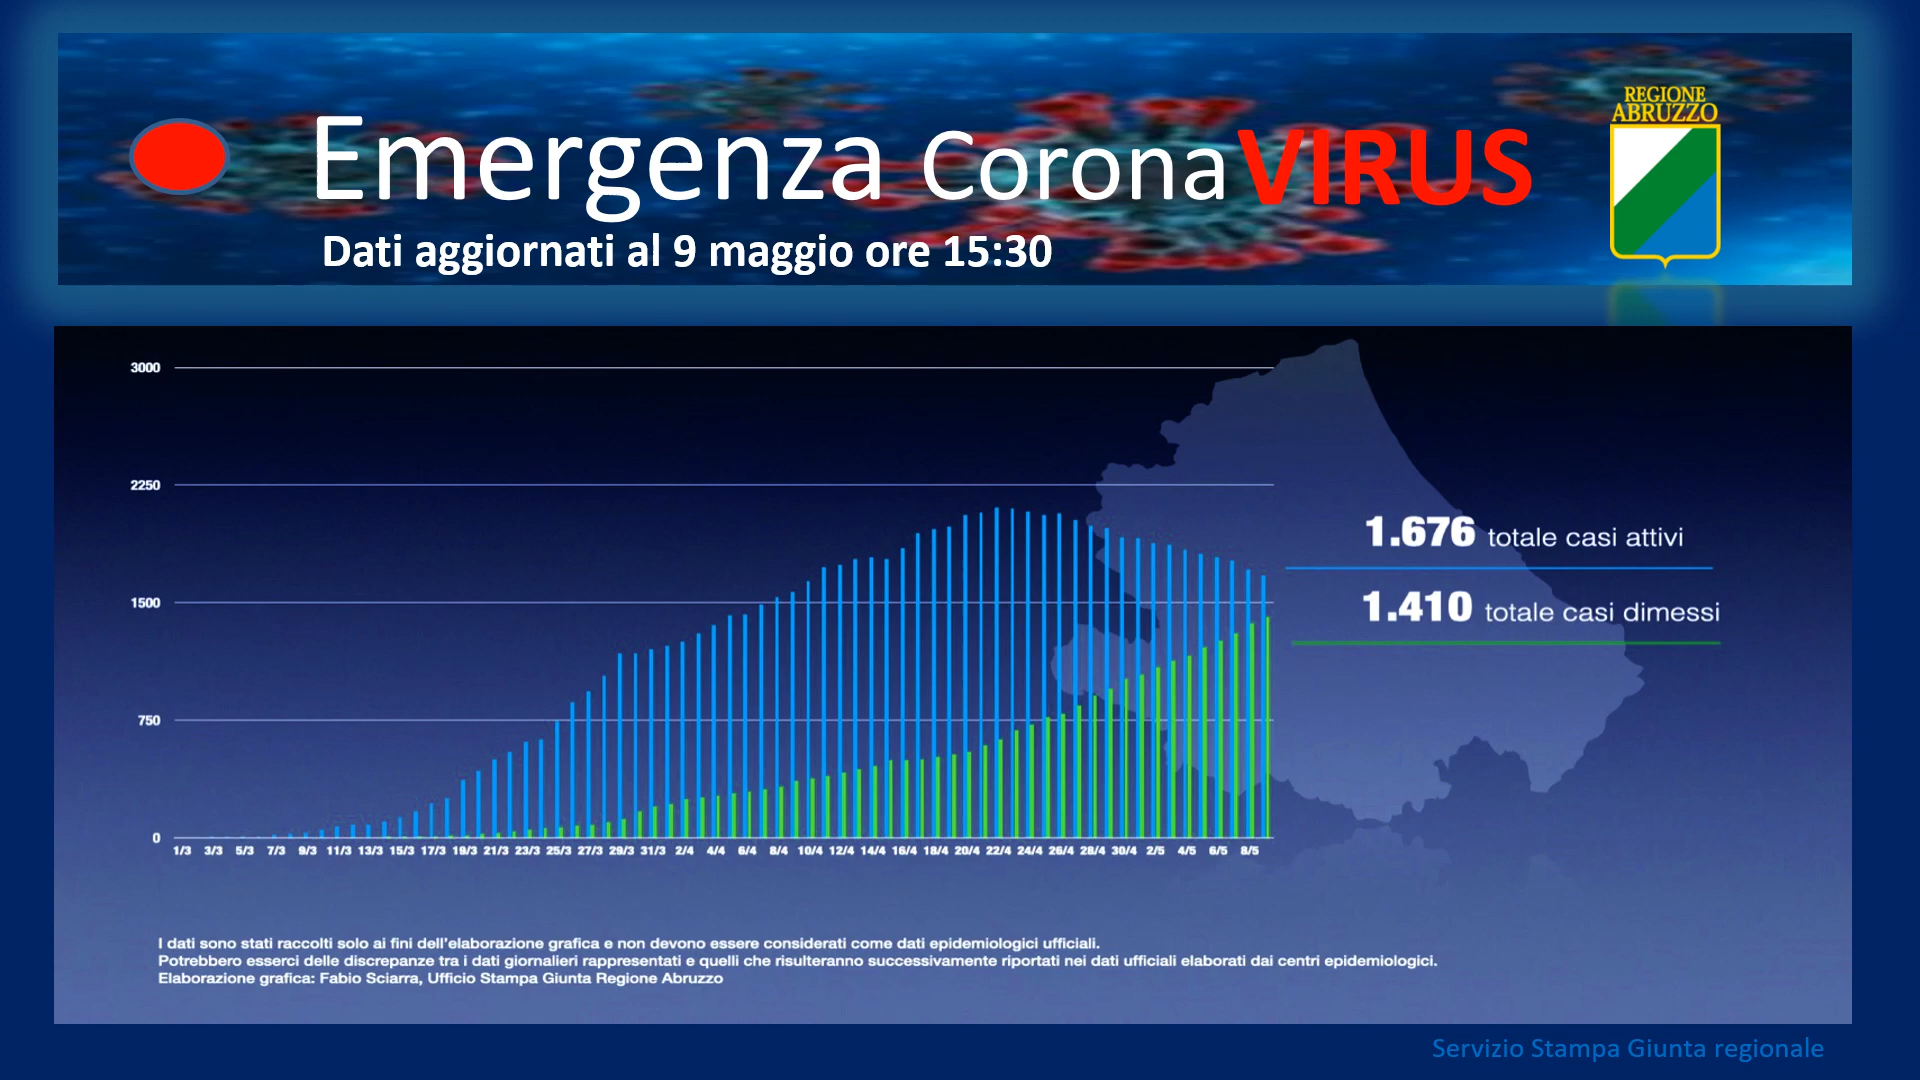 Emergenza CoronaVIRUS
Dati aggiornati al 9 maggio ore 15:30
REGIONE
ABRUZZO
3000
2250
1500
750
0
1/3 3/3 5/3 7/3 9/3 11/3 13/3 15/3 17/3 19/3 21/3 23/3 25/3 27/3 29/3 31/3 2/4 4/4 6/4 8/4 10/4 12/4 14/4 16/4 18/4 20/4 22/4 24/4 26/4 28/4 30/4 2/5 4/5 6/5 8/5
1.676 totale casi attivi
1.410 totale casi dimessi
I dati sono stati raccolti solo ai fini dell'elaborazione grafica e non devono essere considerati come dati epidemiologici ufficiali.
Potrebbero esserci delle discrepanze tra i dati giornalieri rappresentati e quelli che risulteranno successivamente riportati nei dati ufficiali elaborati dai centri epidemiologici.
Elaborazione grafica: Fabio Sciarra, Ufficio Stampa Giunta Regione Abruzzo
Servizio Stampa Giunta regionale